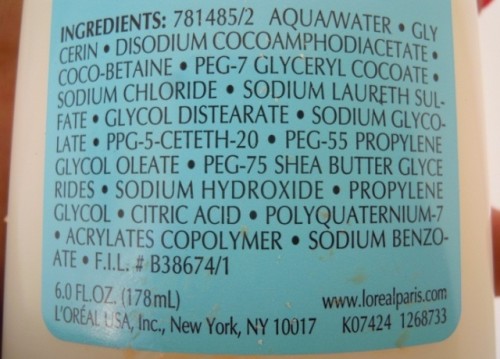 INGREDIENTS: 781485/2 AQUA/WATER • GLY
CERIN • DISODIUM COCOAMPHODIACETATE •
COCO-BETAINE • PEG-7 GLYCERYL COCOATE •
SODIUM CHLORIDE • SODIUM LAURETH SUL-
FATE • GLYCOL DISTEARATE • SODIUM GLYCO-
LATE • PPG-5-CETETH-20 • PEG-55 PROPYLENE
GLYCOL OLEATE • PEG-75 SHEA BUTTER GLYCE
RIDES • SODIUM HYDROXIDE • PROPYLENE
GLYCOL • CITRIC ACID • POLYQUATERNIUM-7
• ACRYLATES COPOLYMER • SODIUM BENZO-
ATE • F.I.L. # B38674/1
6.0 FL.OZ. (178mL) www.lorealparis.com
L'ORÉAL USA, Inc., New York, NY 10017 K07424 1268733